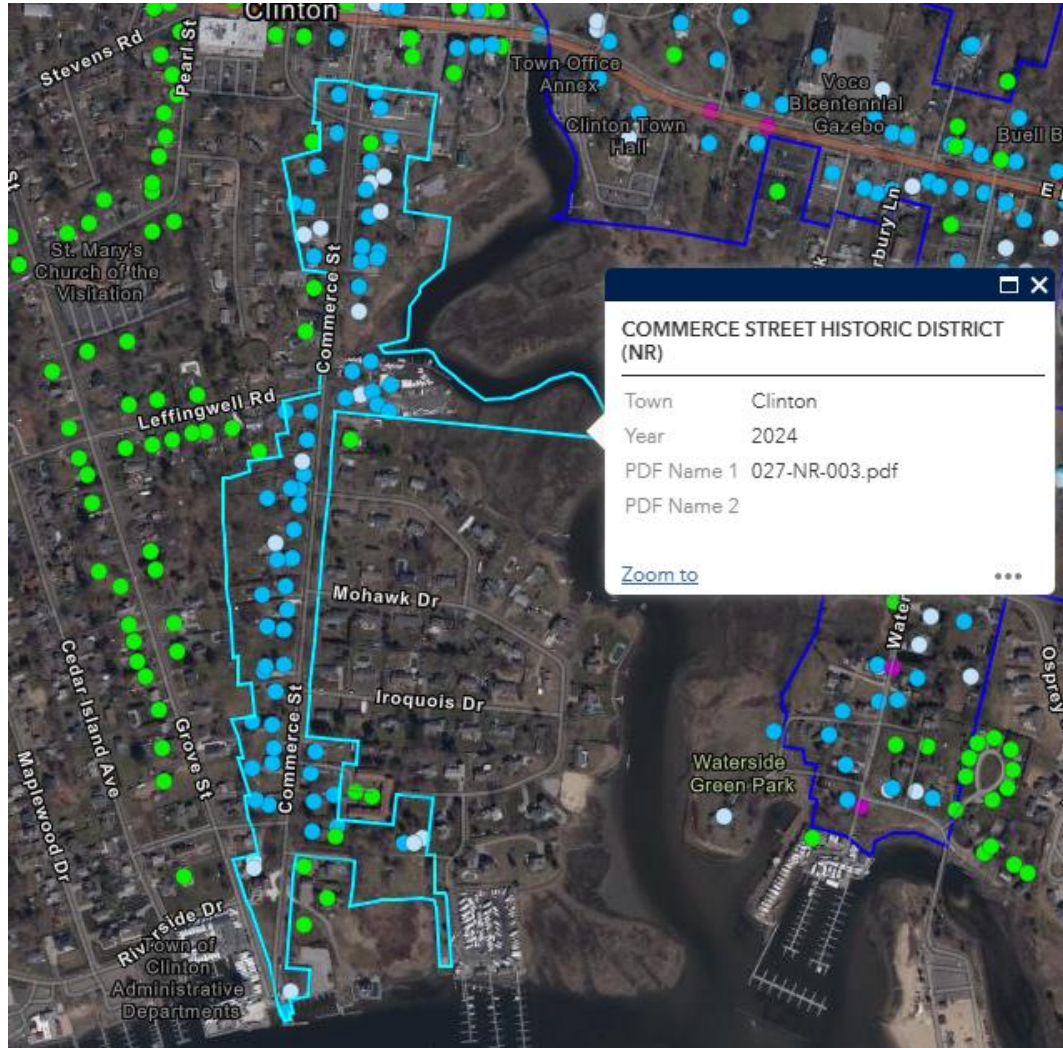 Clinton
Stevens Rd
Pearl St
Town Office
Annex
Clinton Town
Hall
Voce
Bicentennial
Gazebo
Buell B
St. Mary's
Church of the
Visitation
Commerce St
rbury Ln
COMMERCE STREET HISTORIC DISTRICT
(NR)
Town Clinton
Year 2024
PDF Name 1 027-NR-003.pdf
PDF Name 2
Zoom to
Leffingwell Rd
Mohawk Dr
Iroquois Dr
Commerce St
Cedar Island Ave
Grove St
Maplewood Dr
Water
Osprey
Waterside
Green Park
Riverside Dr
Town of
Clinton
Administrative
Departments